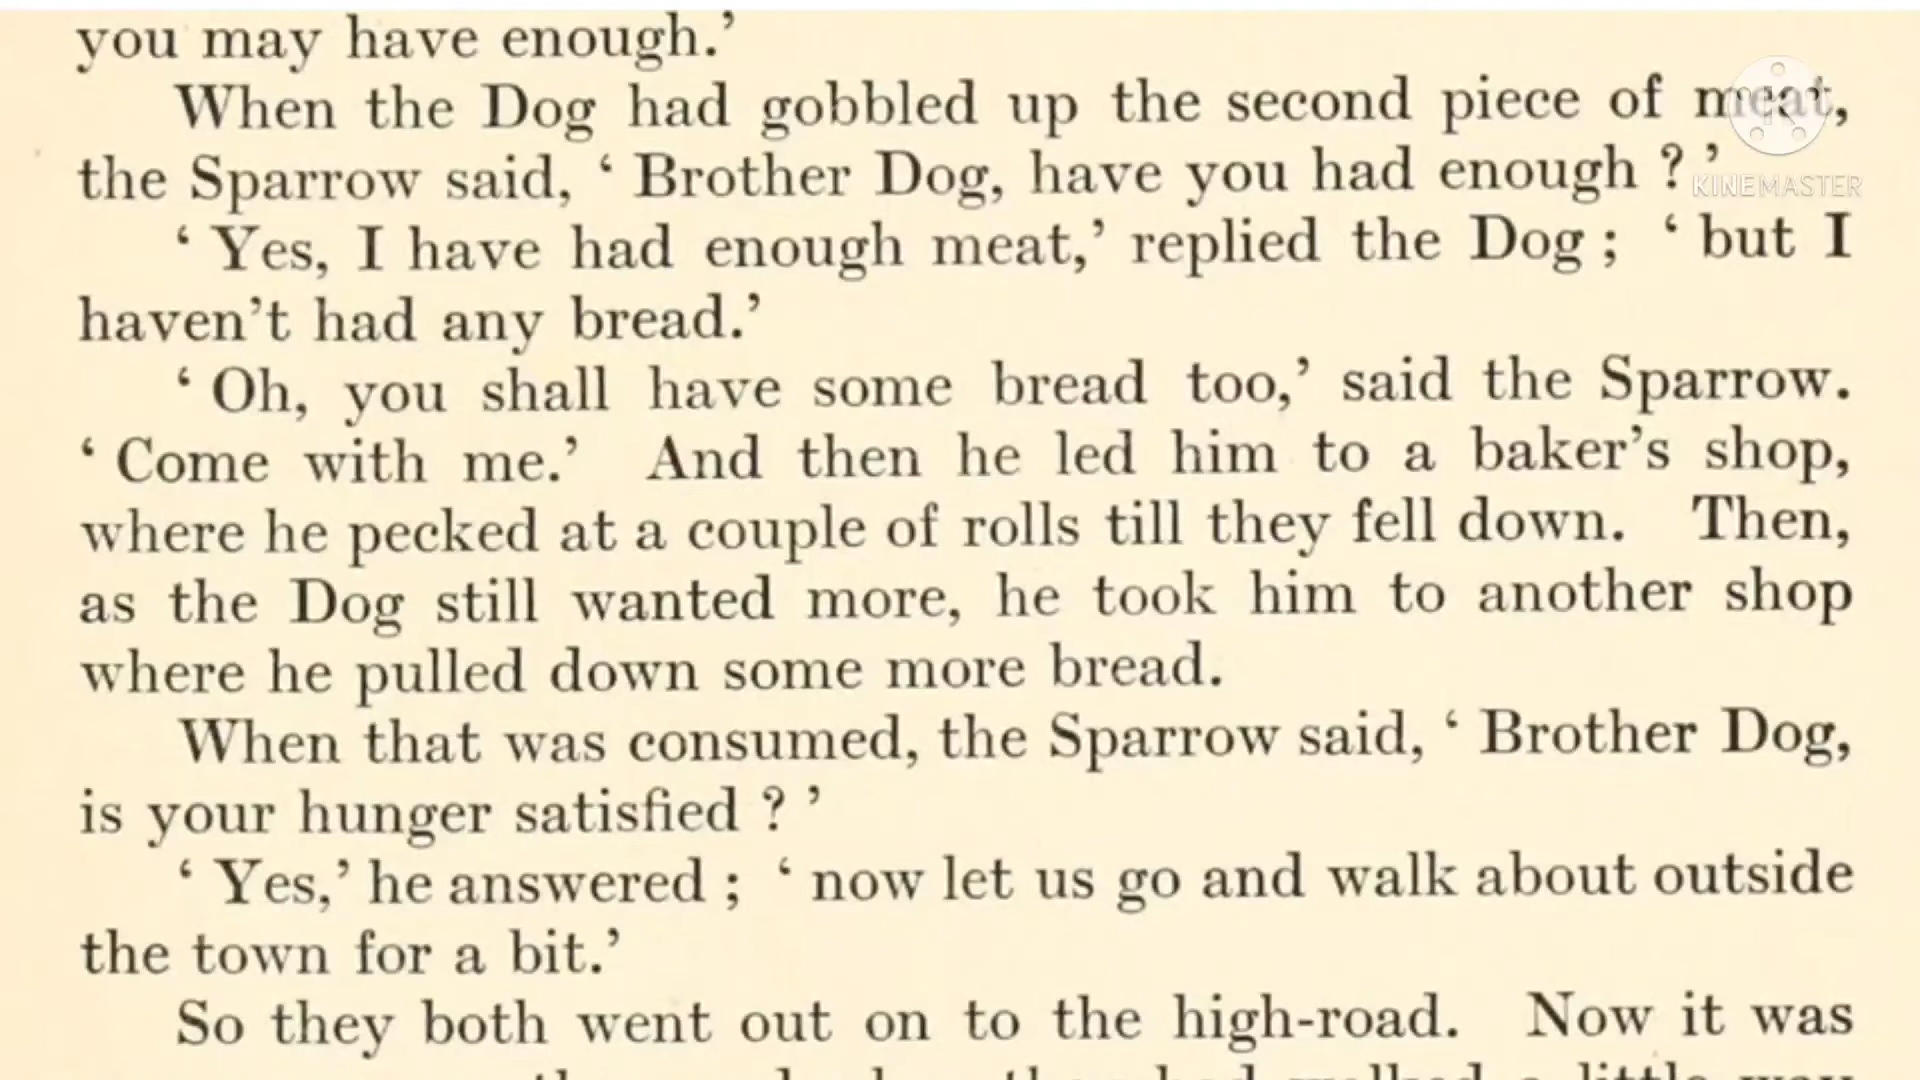 you may have enough.’
When the Dog had gobbled up the second piece of meat,
the Sparrow said, ‘ Brother Dog, have you had enough ? ’
KINEMASTER
‘ Yes, I have had enough meat,’ replied the Dog ; ‘ but I
haven’t had any bread.’
‘ Oh, you shall have some bread too,’ said the Sparrow.
‘ Come with me.’ And then he led him to a baker’s shop,
where he pecked at a couple of rolls till they fell down. Then,
as the Dog still wanted more, he took him to another shop
where he pulled down some more bread.
When that was consumed, the Sparrow said, ‘ Brother Dog,
is your hunger satisfied ? ’
‘ Yes,’ he answered ; ‘ now let us go and walk about outside
the town for a bit.’
So they both went out on to the high-road. Now it was